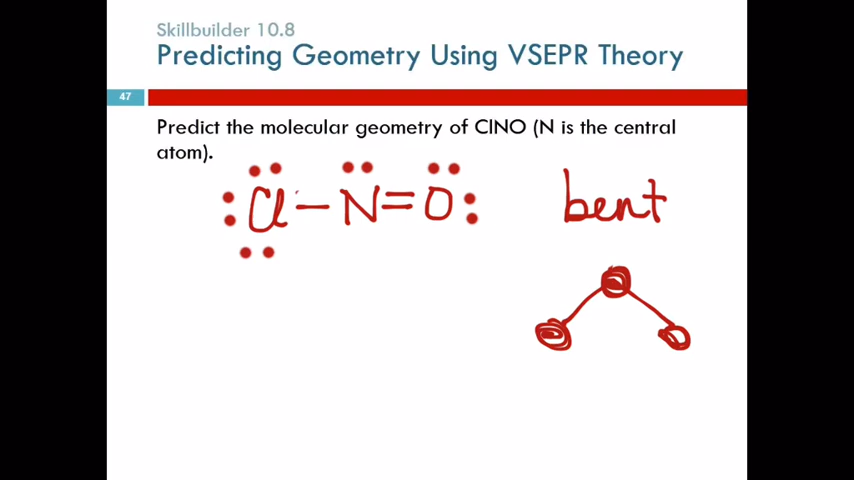 Skillbuilder 10.8
Predicting Geometry Using VSEPR Theory
47
Predict the molecular geometry of ClNO (N is the central
atom).
Cl–N=O
bent